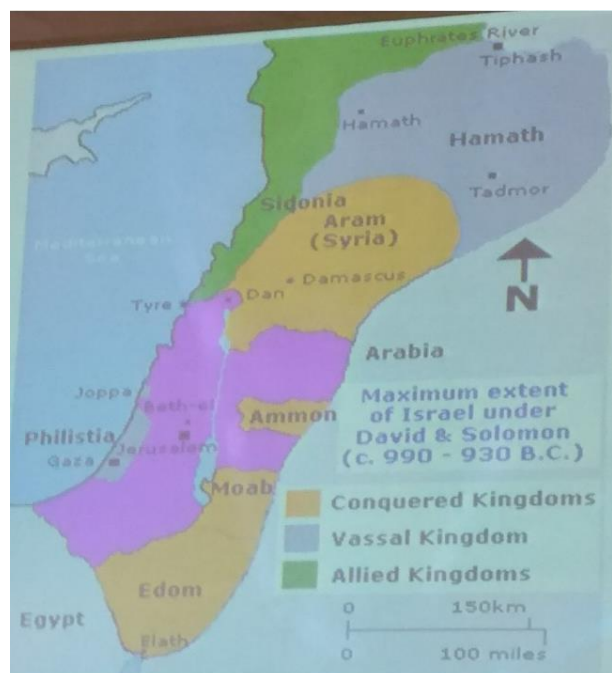 Euphrates River
Tiphash
Hamath
Hamath
Tadmor
Sidonia
Aram
(Syria)
Mediterranean
Sea
Damascus
Dan
Tyre
N
Arabia
Joppa
Beth-el
Ammon
Philistia
Jerusalem
Gaza
Moab
Maximum extent
of Israel under
David & Solomon
(c. 990 - 930 B.C.)
Conquered Kingdoms
Vassal Kingdom
Allied Kingdoms
Edom
Egypt
Elath
0 150km
0 100 miles